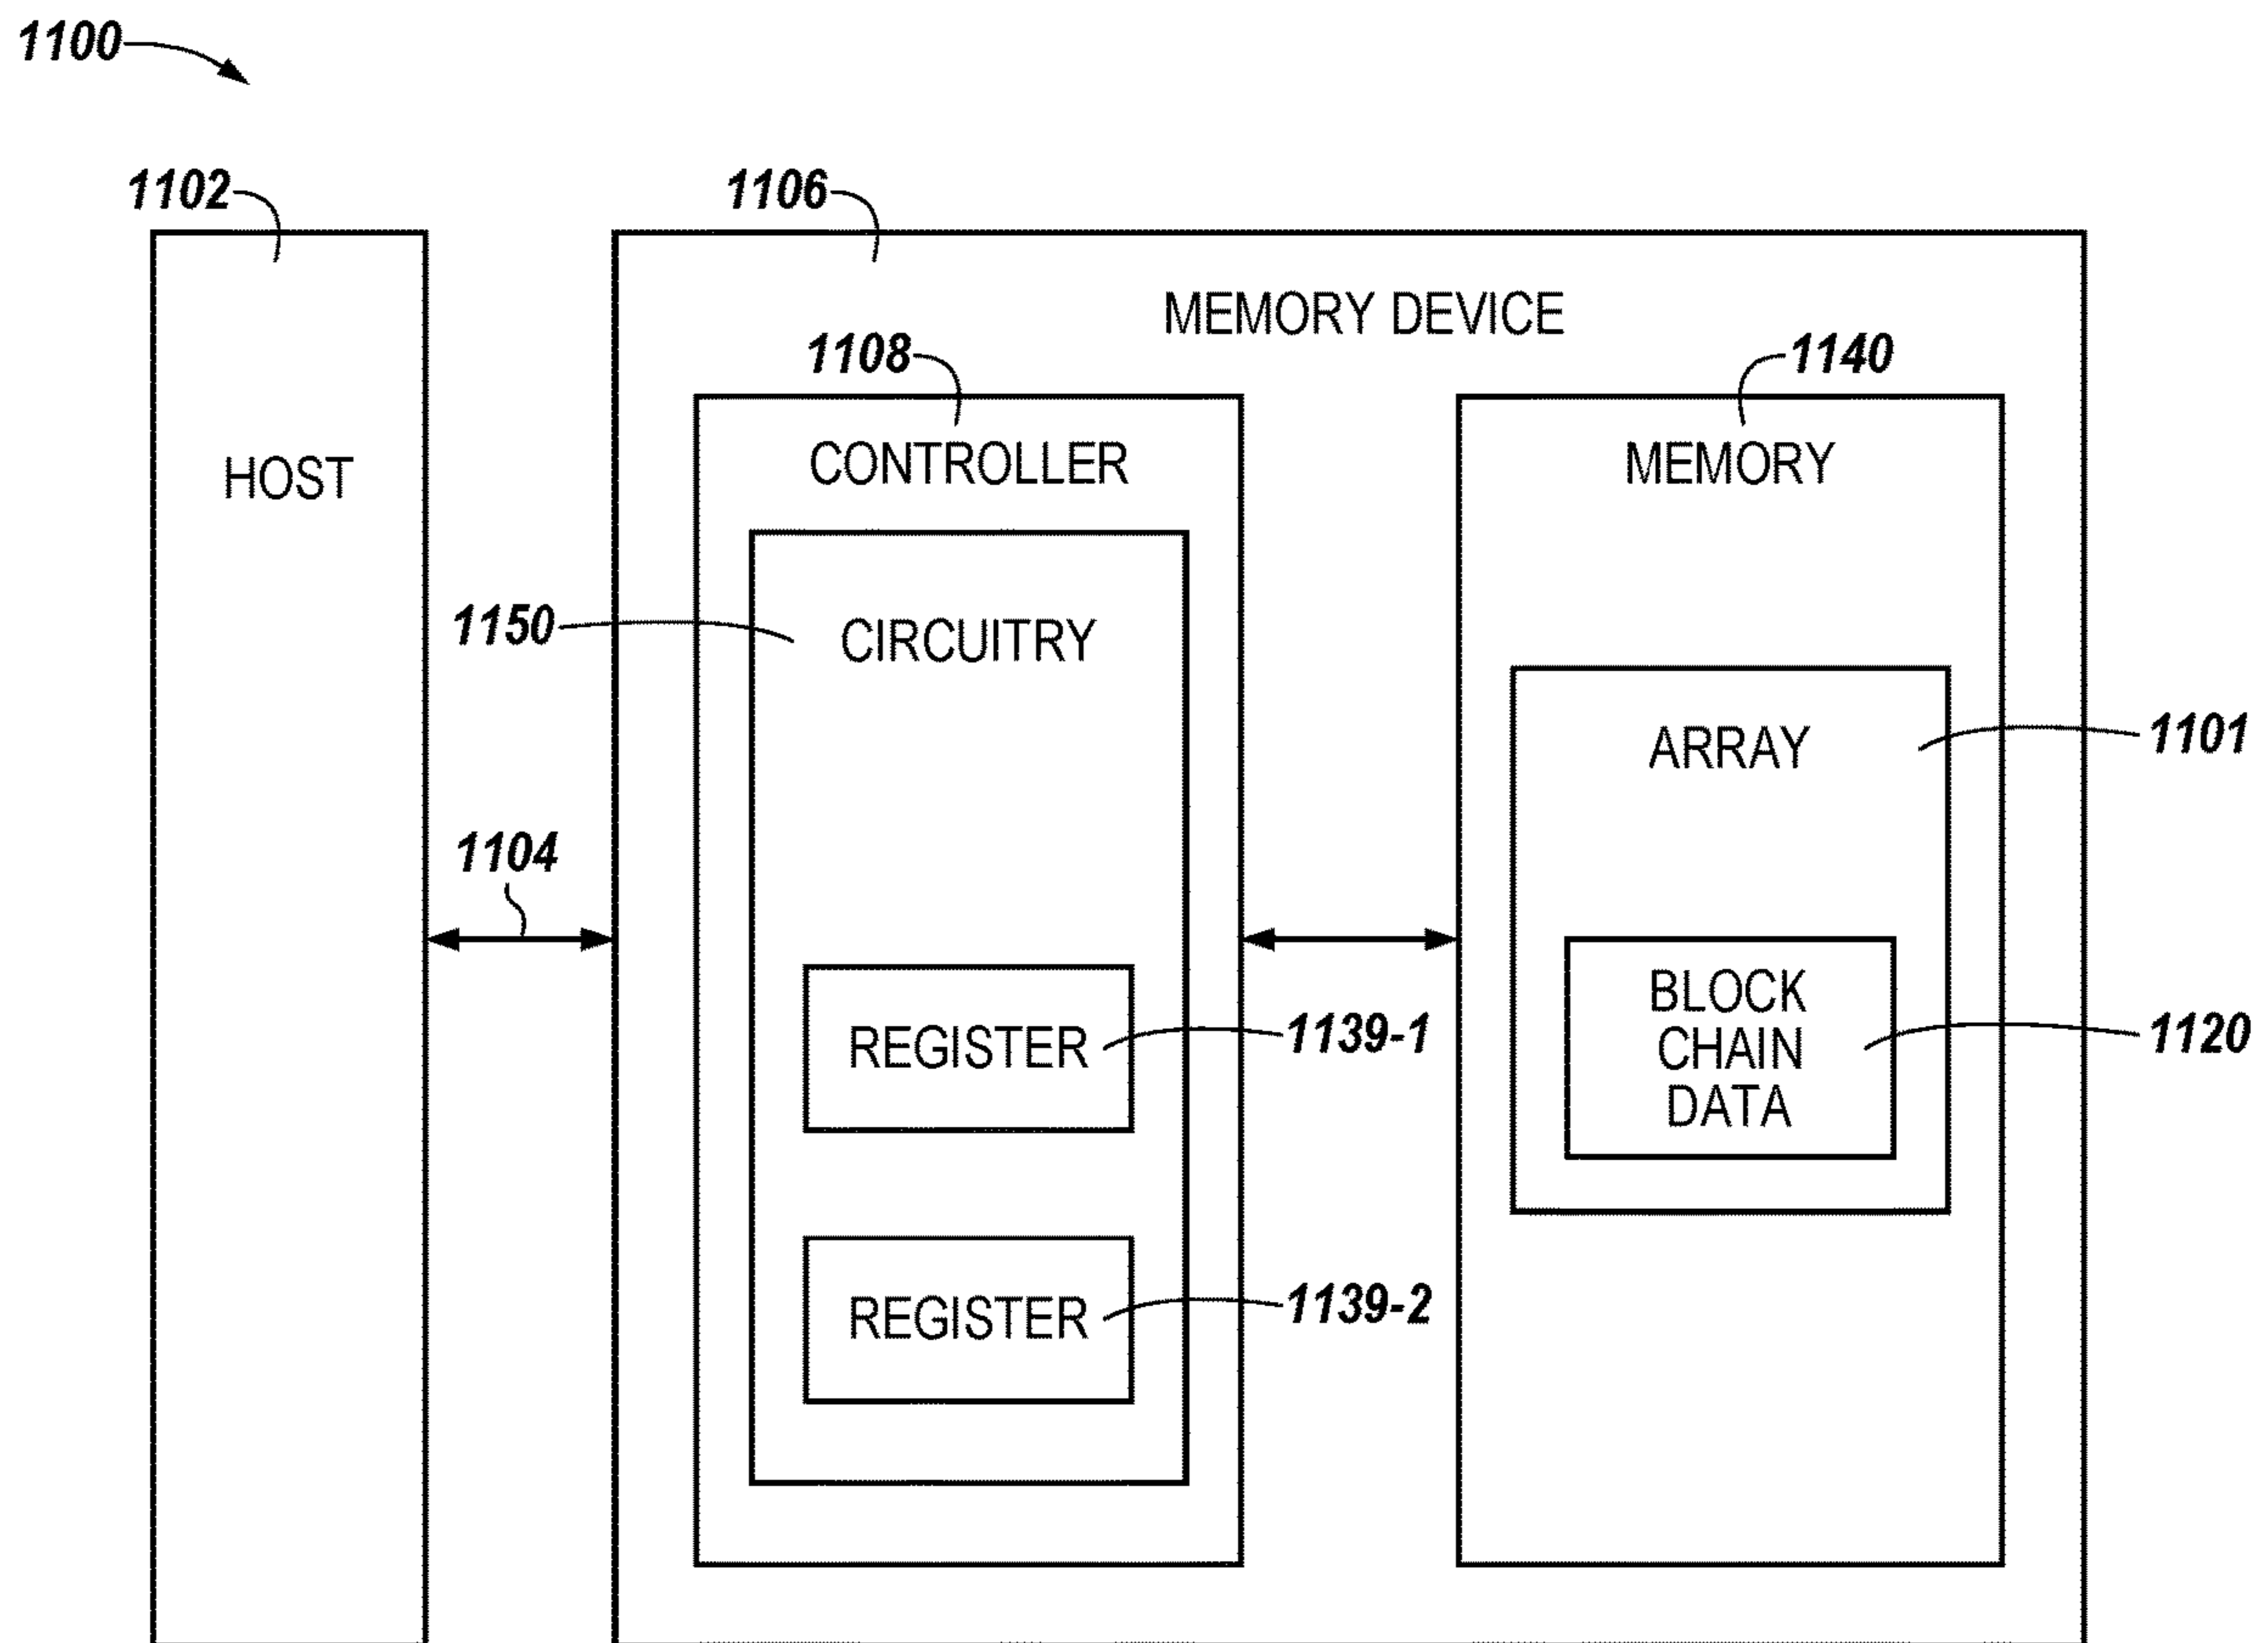 1100
1102
1106
MEMORY DEVICE
1108
1140
HOST
CONTROLLER
MEMORY
1150
CIRCUITRY
ARRAY
1101
1104
BLOCK
CHAIN
DATA
1120
REGISTER
1139-1
REGISTER
1139-2